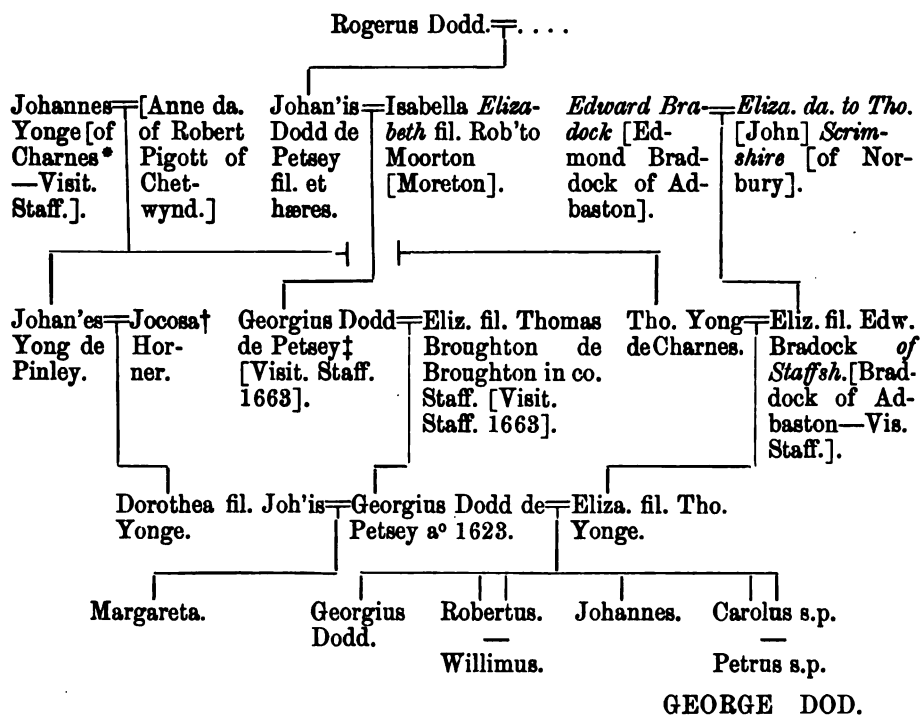 Rogerus Dodd.=....
Johannes=[Anne da.
Yonge [of
of Robert
Charnes*
Pigott of
—Visit.
Chet-
Staff.].
wynd.]
Johan'is=Isabella Eliza-
Dodd de
beth fil. Rob'to
Petsey
Moorton
fil. et
[Moreton].
hæres.
Edward Bra-=Eliza. da. to Tho.
dock [Ed-
[John] Scrim-
mond Brad-
shire [of Nor-
dock of Ad-
bury].
baston].
Johan'es=Jocosa†
Yong de
Hor-
Pinley.
ner.
Georgius Dodd=Eliz. fil. Thomas
de Petsey‡
Broughton de
[Visit. Staff.
Broughton in co.
1663].
Staff. [Visit.
Staff. 1663].
Tho. Yong=Eliz. fil. Edw.
de Charnes.
Bradock of
Staffsh. [Brad-
dock of Ad-
baston—Vis.
Staff.].
Dorothea fil. Joh'is=Georgius Dodd de=Eliza. fil. Tho.
Yonge.
Petsey aº 1623.
Yonge.
Margareta.
Georgius
Dodd.
Robertus.
—
Willimus.
Johannes.
Carolus s.p.
—
Petrus s.p.
GEORGE DOD.